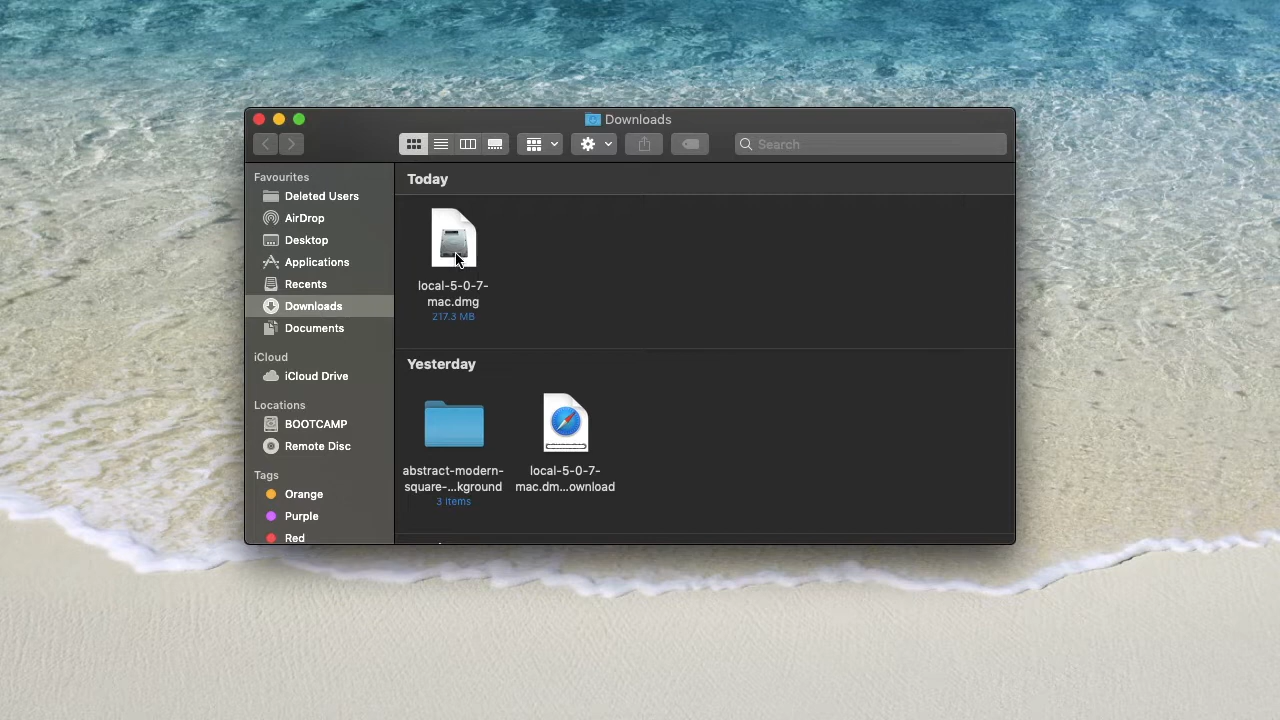 Downloads
Search
Favourites
Deleted Users
AirDrop
Desktop
Applications
Recents
Downloads
Documents
iCloud
iCloud Drive
Locations
BOOTCAMP
Remote Disc
Tags
Orange
Purple
Red
Today
local-5-0-7-
mac.dmg
217.3 MB
Yesterday
abstract-modern-
square-...kground
3 items
local-5-0-7-
mac.dm...ownload